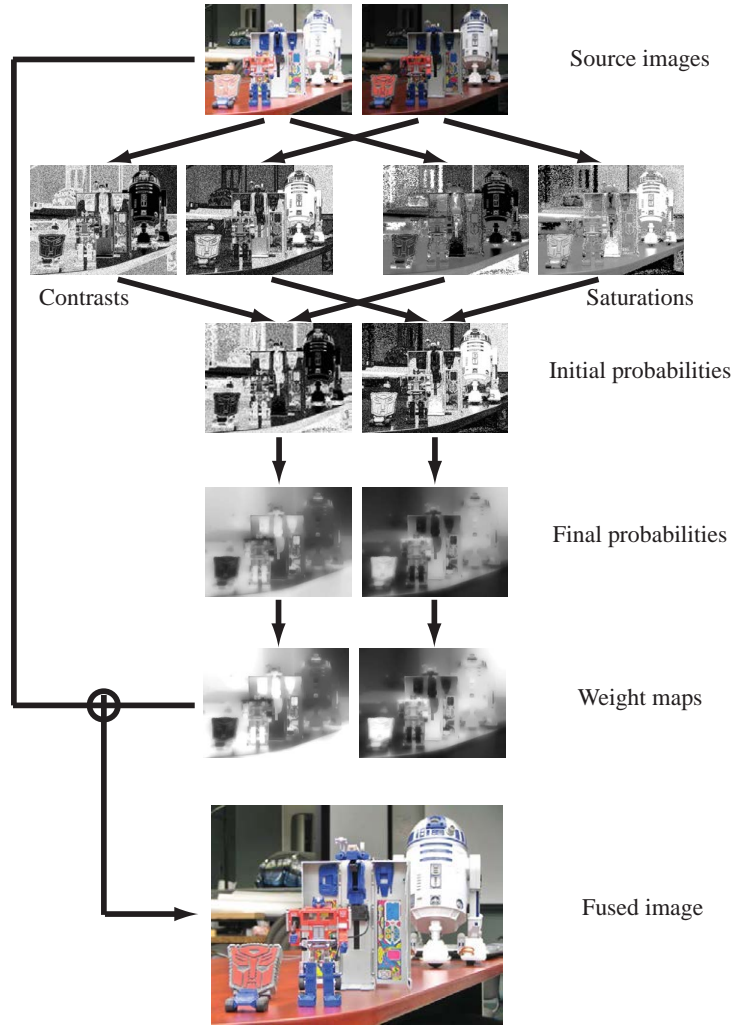 Source images
Contrasts
Saturations
Initial probabilities
Final probabilities
Weight maps
Fused image